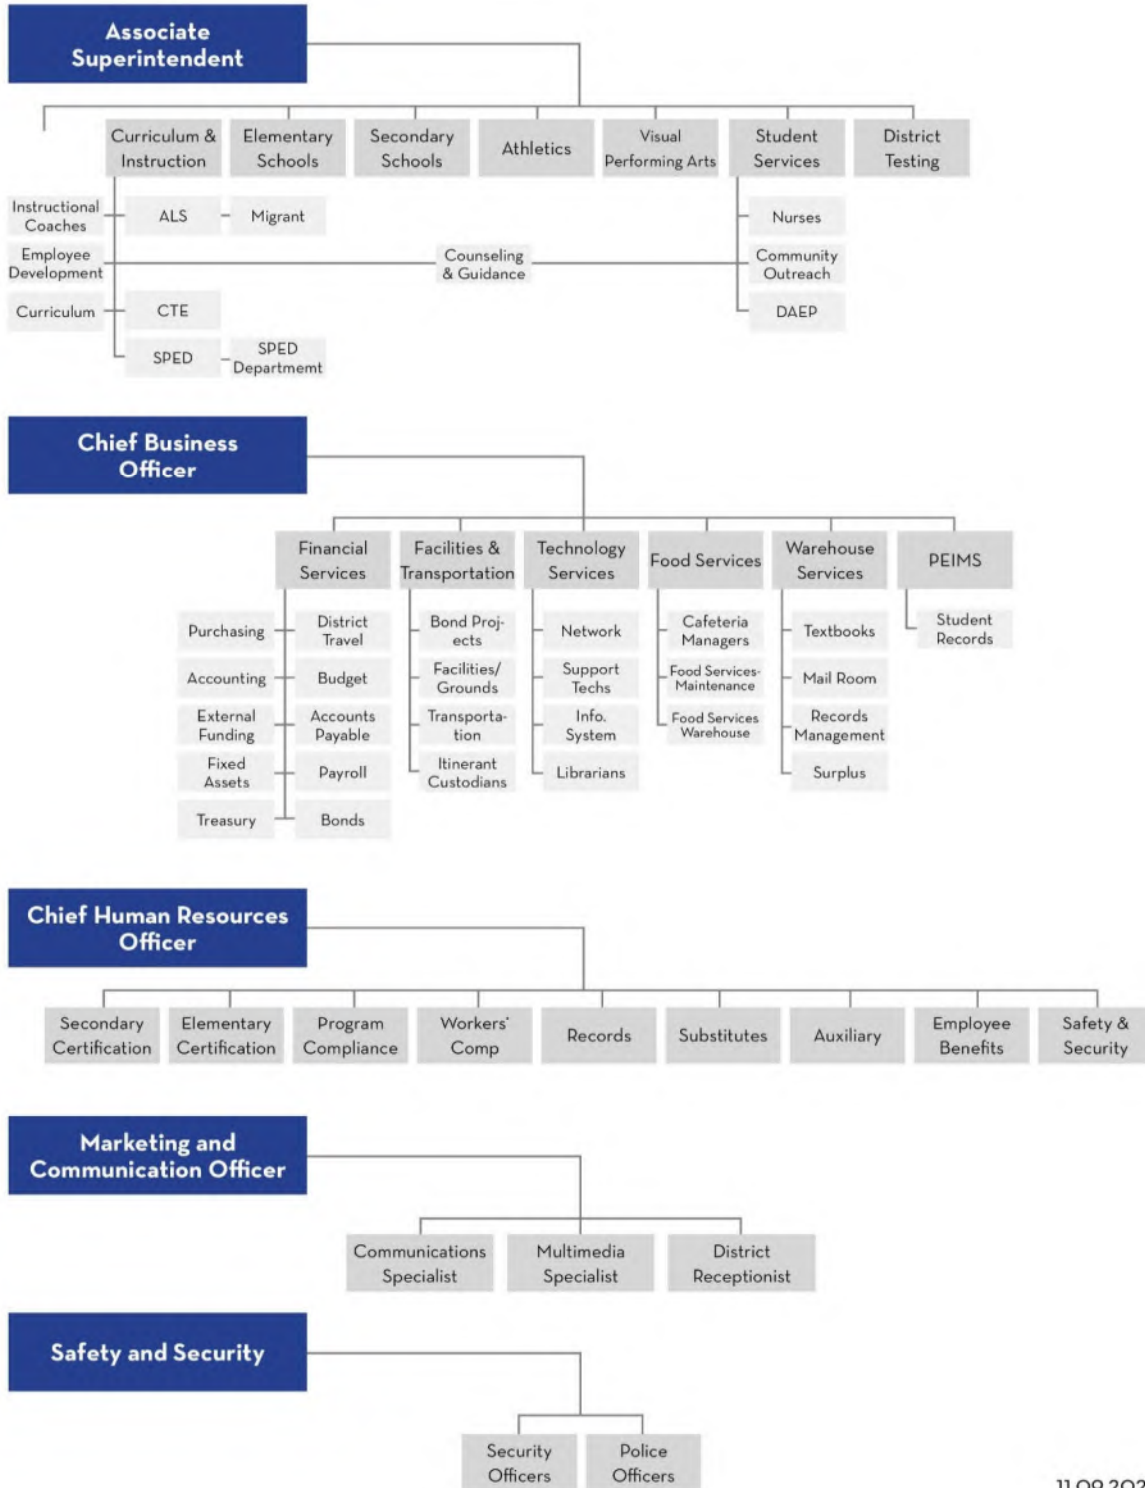 Associate
Superintendent
Curriculum &
Instruction
Elementary
Schools
Secondary
Schools
Athletics
Visual
Performing Arts
Student
Services
District
Testing
Instructional
Coaches
ALS
Migrant
Nurses
Employee
Development
Counseling
& Guidance
Community
Outreach
Curriculum
CTE
DAEP
SPED
SPED
Departmemt
Chief Business
Officer
Financial
Services
Facilities &
Transportation
Technology
Services
Food Services
Warehouse
Services
PEIMS
Purchasing
District
Travel
Bond Proj-
ects
Network
Cafeteria
Managers
Textbooks
Student
Records
Accounting
Budget
Facilities/
Grounds
Support
Techs
Food Services-
Maintenance
Mail Room
External
Funding
Accounts
Payable
Transporta-
tion
Info.
System
Food Services
Warehouse
Records
Management
Fixed
Assets
Payroll
Itinerant
Custodians
Librarians
Surplus
Treasury
Bonds
Chief Human Resources
Officer
Secondary
Certification
Elementary
Certification
Program
Compliance
Workers'
Comp
Records
Substitutes
Auxiliary
Employee
Benefits
Safety &
Security
Marketing and
Communication Officer
Communications
Specialist
Multimedia
Specialist
District
Receptionist
Safety and Security
Security
Officers
Police
Officers